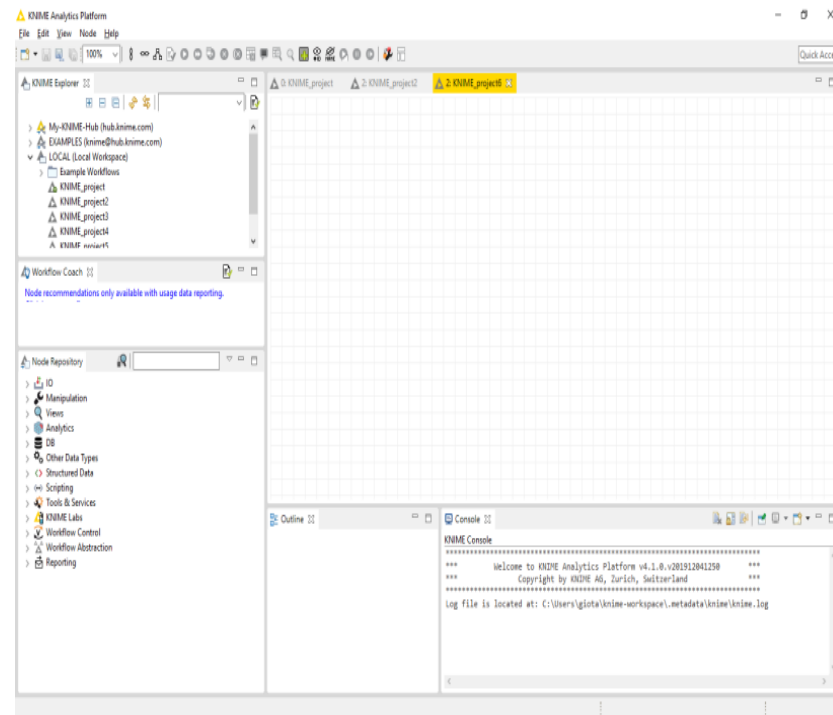 KNIME Analytics Platform
File Edit View Node Help
100%
Quick Acce
KNIME Explorer
My-KNIME-Hub (hub.knime.com)
EXAMPLES (knime@hub.knime.com)
LOCAL (Local Workspace)
Example Workflows
KNIME_project
KNIME_project2
KNIME_project3
KNIME_project4
KNIME_project5
Workflow Coach
Node recommendations only available with usage data reporting.
Node Repository
IO
Manipulation
Views
Analytics
DB
Other Data Types
Structured Data
Scripting
Tools & Services
KNIME Labs
Workflow Control
Workflow Abstraction
Reporting
0: KNIME_project
2: KNIME_project2
2: KNIME_project6
Outline
Console
KNIME Console
*** Welcome to KNIME Analytics Platform v4.1.0.v201912041250 ***
*** Copyright by KNIME AG, Zurich, Switzerland ***
Log file is located at: C:\Users\giota\knime-workspace\.metadata\knime\knime.log